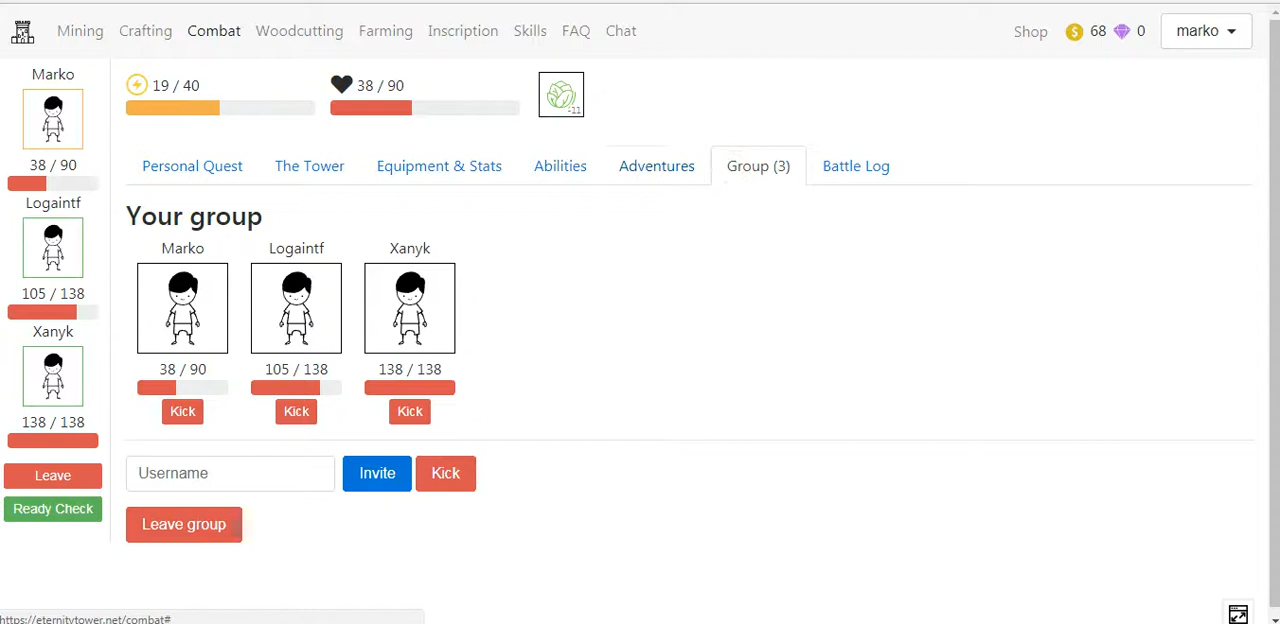 Mining Crafting Combat Woodcutting Farming Inscription Skills FAQ Chat Shop 68 0 marko
Marko
38 / 90
Logaintf
105 / 138
Xanyk
138 / 138
Leave
Ready Check
19 / 40 38 / 90 -11
Personal Quest The Tower Equipment & Stats Abilities Adventures Group (3) Battle Log
Your group
Marko Logaintf Xanyk
38 / 90 105 / 138 138 / 138
Kick Kick Kick
Username Invite Kick
Leave group
https://eternitytower.net/combat#